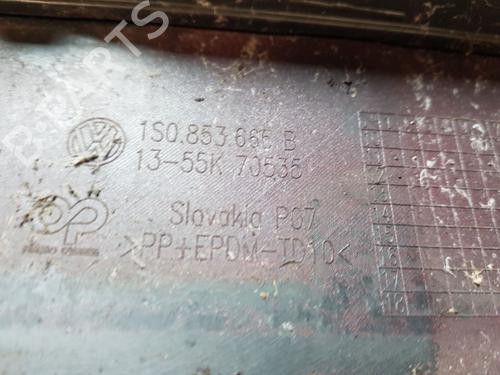 B-PARTS
1S0.853.665 B
13-55K 70535
Slovakia P07
>PP+EPDM-TD10<